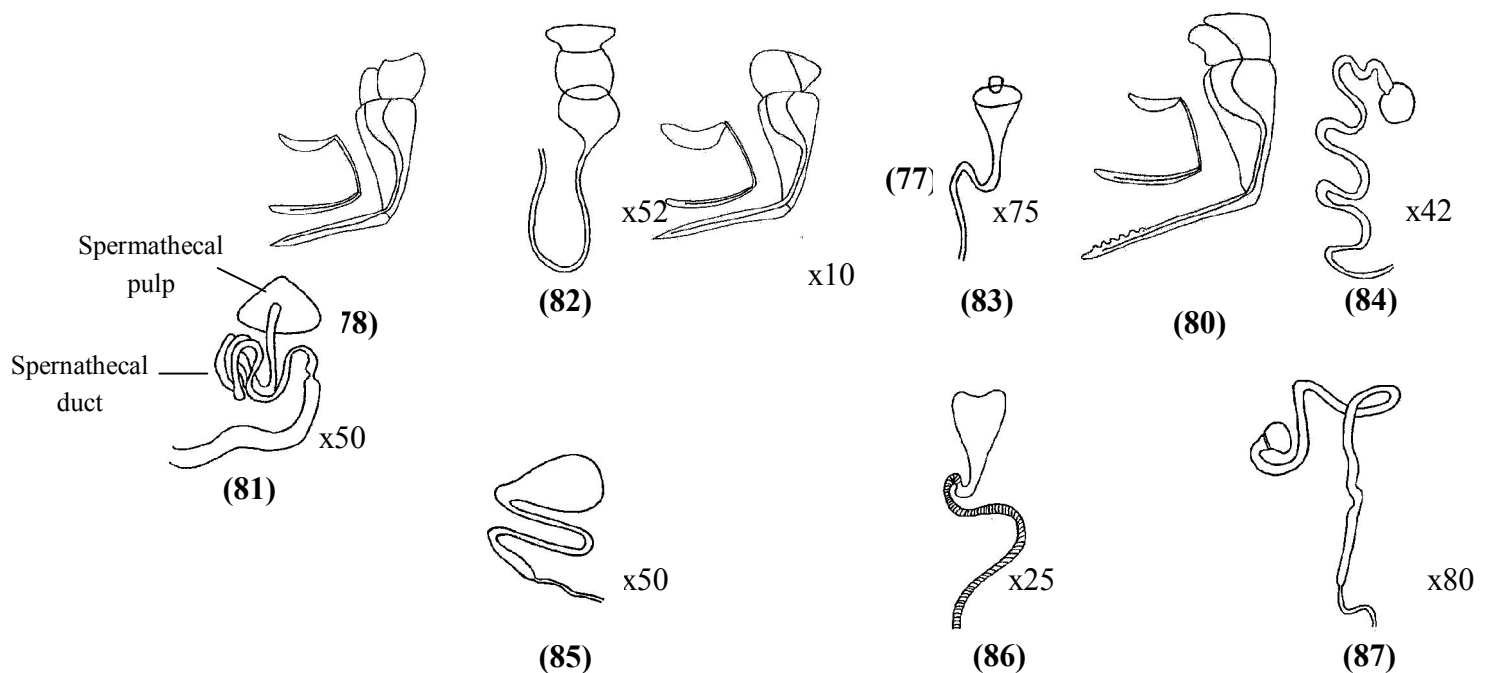 (77)
x52
x75
x42
Spermathecal
pulp
x10
(82)
(83)
(80)
(84)
78)
Spernathecal
duct
x50
(81)
x50
x25
x80
(85)
(86)
(87)